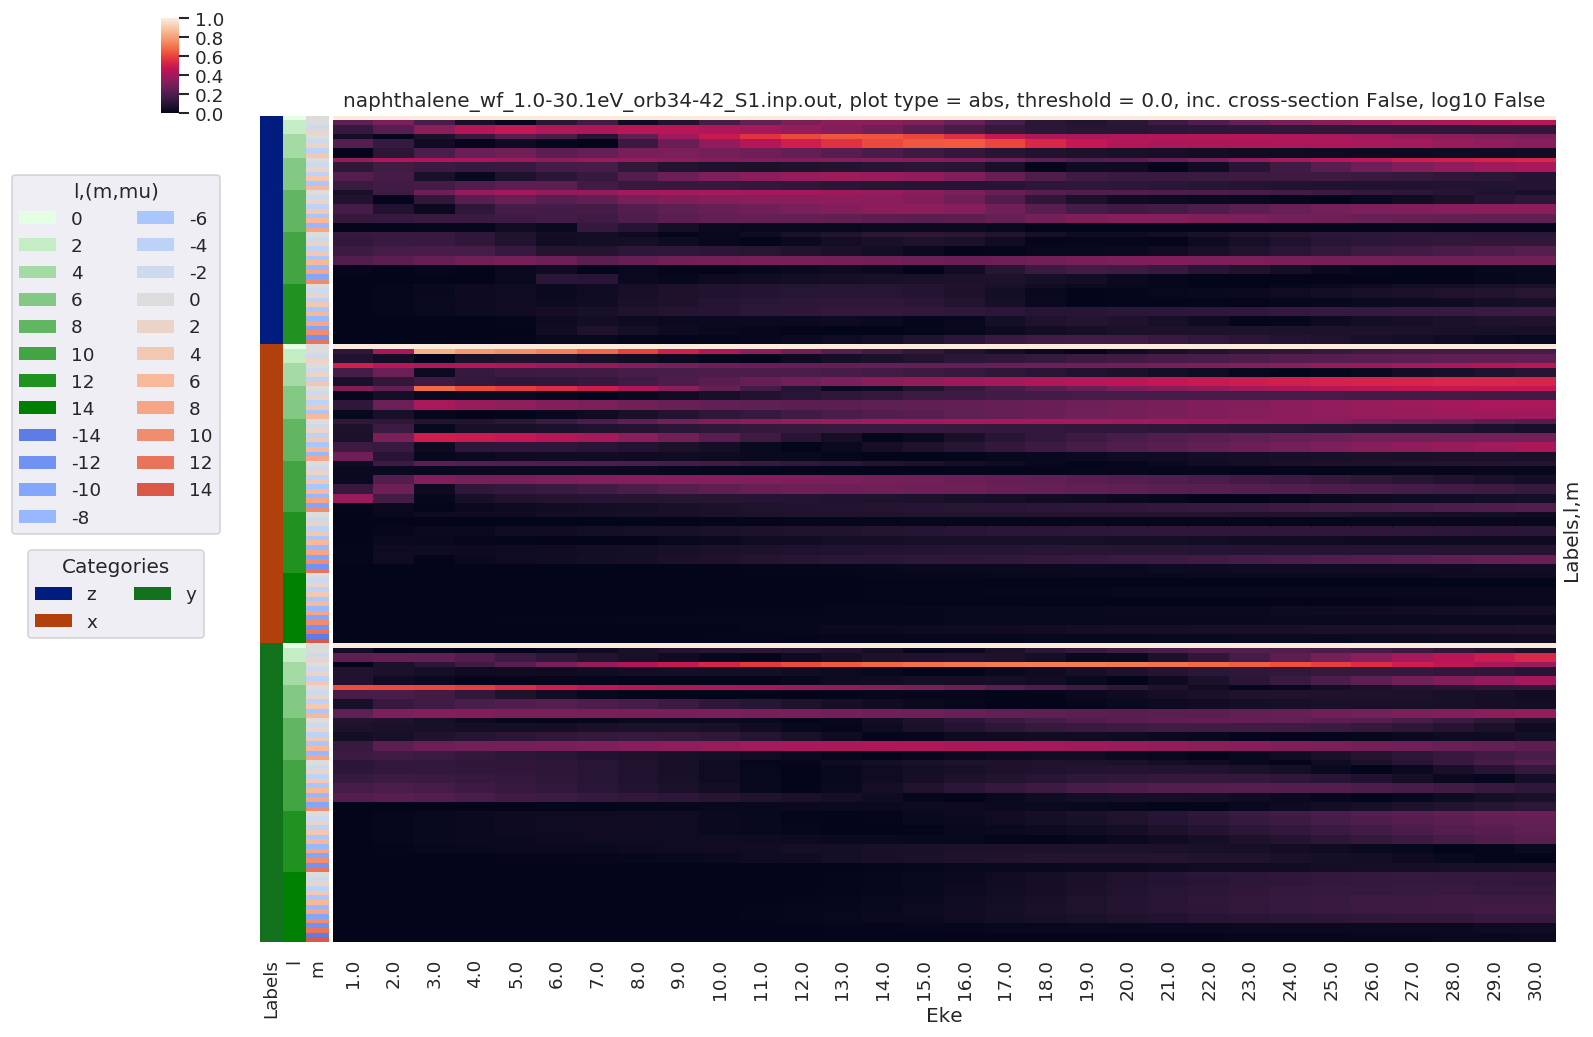 1.0
0.8
0.6
0.4
0.2
0.0
naphthalene_wf_1.0-30.1eV_orb34-42_S1.inp.out, plot type = abs, threshold = 0.0, inc. cross-section False, log10 False
l,(m,mu)
0 -6
2 -4
4 -2
6 0
8 2
10 4
12 6
14 8
-14 10
-12 12
-10 14
-8
Categories
z y
x
Labels,l,m
Labels l m 1.0 2.0 3.0 4.0 5.0 6.0 7.0 8.0 9.0 10.0 11.0 12.0 13.0 14.0 15.0 16.0 17.0 18.0 19.0 20.0 21.0 22.0 23.0 24.0 25.0 26.0 27.0 28.0 29.0 30.0
Eke